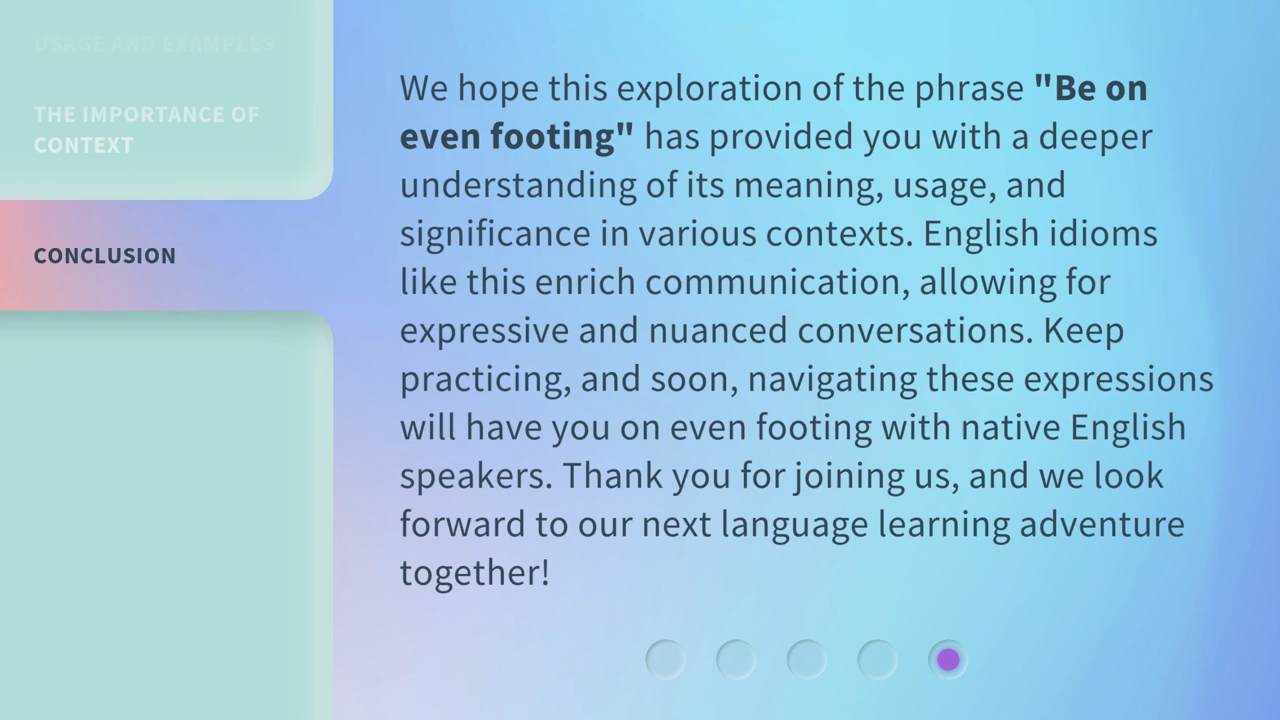 USAGE AND EXAMPLES
THE IMPORTANCE OF
CONTEXT
CONCLUSION
We hope this exploration of the phrase "Be on
even footing" has provided you with a deeper
understanding of its meaning, usage, and
significance in various contexts. English idioms
like this enrich communication, allowing for
expressive and nuanced conversations. Keep
practicing, and soon, navigating these expressions
will have you on even footing with native English
speakers. Thank you for joining us, and we look
forward to our next language learning adventure
together!